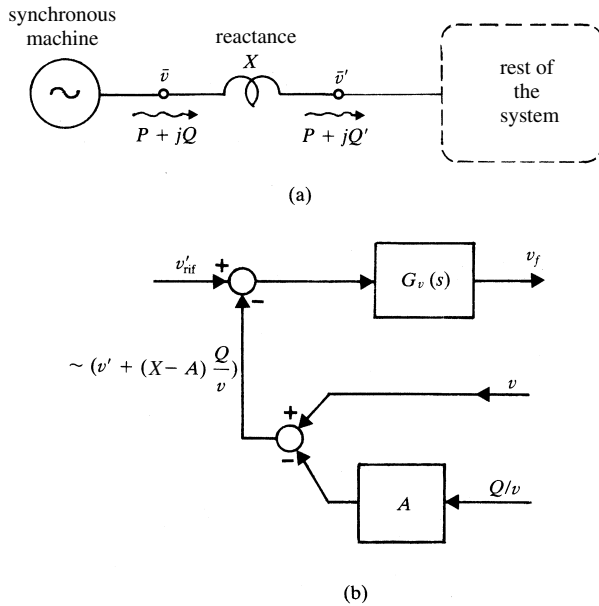 synchronous
machine
reactance
X
v̄
v̄′
P + jQ
P + jQ′
rest of
the
system
(a)
v′rif
+
−
Gv (s)
vf
~ (v′ + (X − A) Q/v)
+
−
v
A
Q/v
(b)